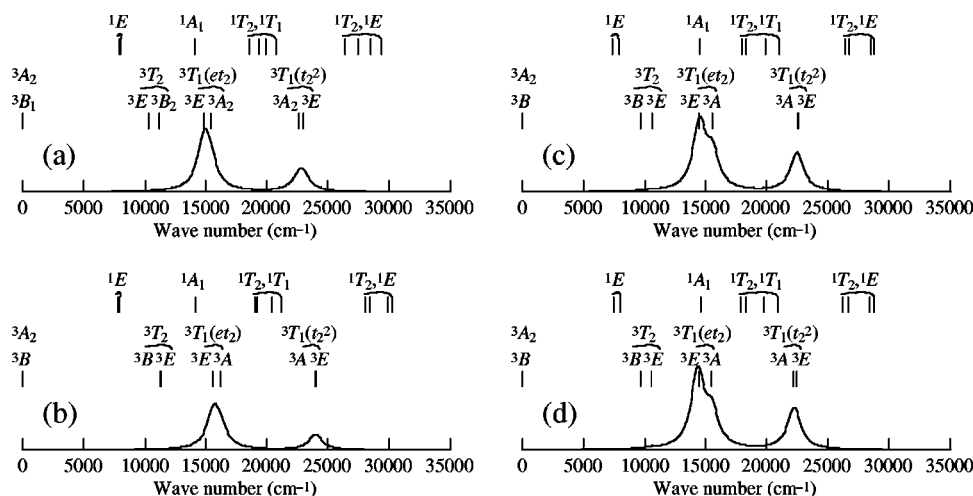 ¹E ¹A₁ ¹T₂,¹T₁ ¹T₂,¹E
³A₂ ³T₂ ³T₁(et₂) ³T₁(t₂²)
³B₁ ³E ³B₂ ³E ³A₂ ³A₂ ³E
(a)
0 5000 10000 15000 20000 25000 30000 35000
Wave number (cm⁻¹)
¹E ¹A₁ ¹T₂,¹T₁ ¹T₂,¹E
³A₂ ³T₂ ³T₁(et₂) ³T₁(t₂²)
³B ³B ³E ³E ³A ³A ³E
(c)
0 5000 10000 15000 20000 25000 30000 35000
Wave number (cm⁻¹)
¹E ¹A₁ ¹T₂,¹T₁ ¹T₂,¹E
³A₂ ³T₂ ³T₁(et₂) ³T₁(t₂²)
³B ³B ³E ³E ³A ³A ³E
(b)
0 5000 10000 15000 20000 25000 30000 35000
Wave number (cm⁻¹)
¹E ¹A₁ ¹T₂,¹T₁ ¹T₂,¹E
³A₂ ³T₂ ³T₁(et₂) ³T₁(t₂²)
³B ³B ³E ³E ³A ³A ³E
(d)
0 5000 10000 15000 20000 25000 30000 35000
Wave number (cm⁻¹)